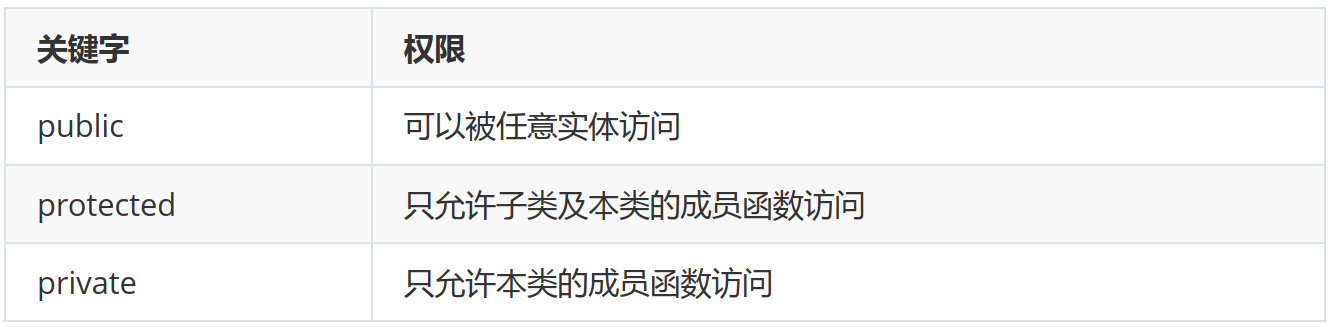 关键字 权限
public 可以被任意实体访问
protected 只允许子类及本类的成员函数访问
private 只允许本类的成员函数访问